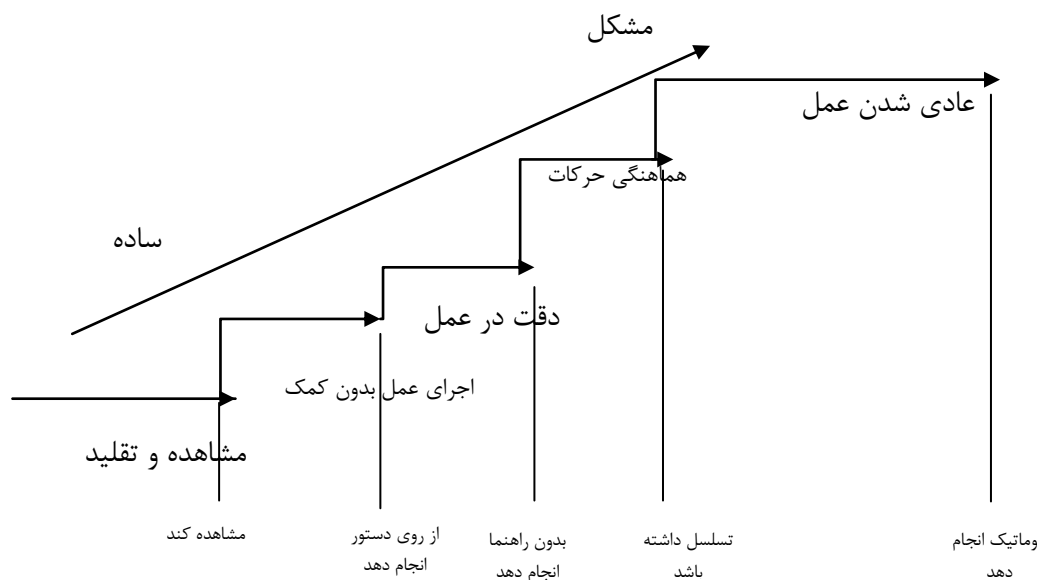 مشکل
عادی شدن عمل
هماهنگی حرکات
ساده
دقت در عمل
اجرای عمل بدون کمک
مشاهده و تقلید
مشاهده کند
از روی دستور
انجام دهد
بدون راهنما
انجام دهد
تسلسل داشته
باشد
وماتیک انجام
دهد